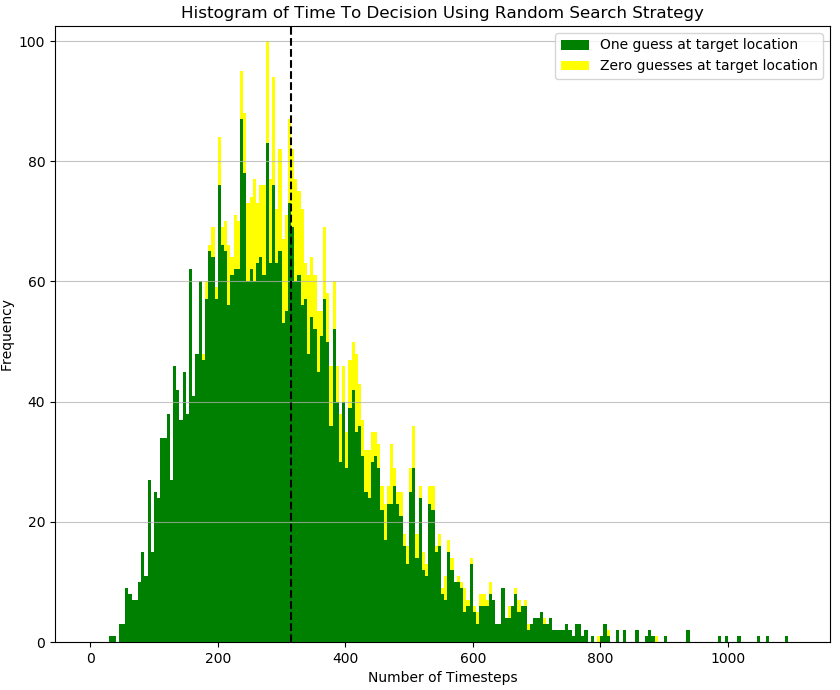 Histogram of Time To Decision Using Random Search Strategy
One guess at target location
Zero guesses at target location
Frequency
100
80
60
40
20
0
0 200 400 600 800 1000
Number of Timesteps